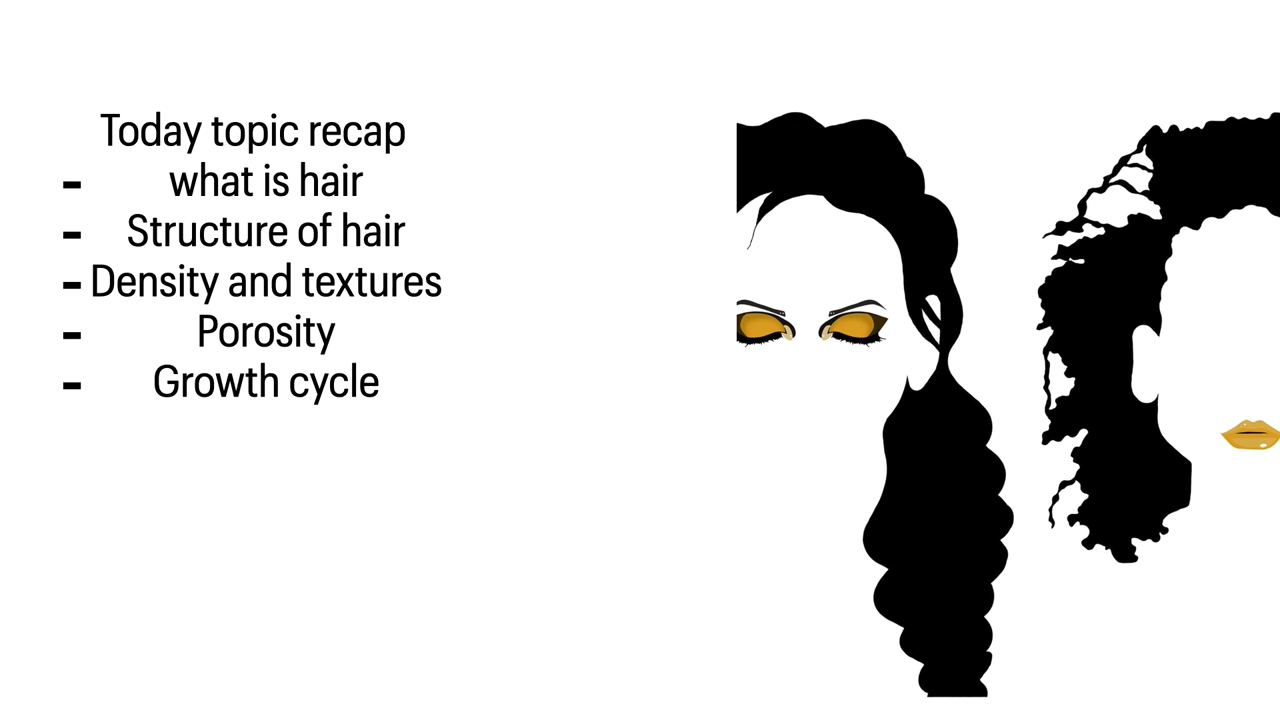 Today topic recap
- what is hair
- Structure of hair
- Density and textures
- Porosity
- Growth cycle